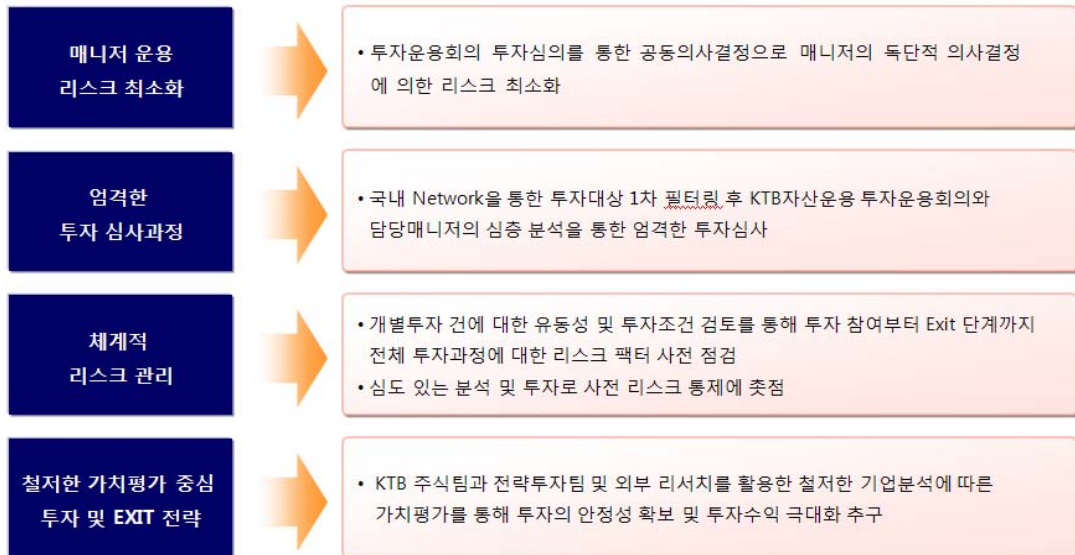 매니저 운용
리스크 최소화
• 투자운용회의 투자심의를 통한 공동의사결정으로 매니저의 독단적 의사결정
에 의한 리스크 최소화
엄격한
투자 심사과정
• 국내 Network을 통한 투자대상 1차 필터링 후 KTB자산운용 투자운용회의와
담당매니저의 심층 분석을 통한 엄격한 투자심사
체계적
리스크 관리
• 개별투자 건에 대한 유동성 및 투자조건 검토를 통해 투자 참여부터 Exit 단계까지
전체 투자과정에 대한 리스크 팩터 사전 점검
• 심도 있는 분석 및 투자로 사전 리스크 통제에 촛점
철저한 가치평가 중심
투자 및 EXIT 전략
• KTB 주식팀과 전략투자팀 및 외부 리서치를 활용한 철저한 기업분석에 따른
가치평가를 통해 투자의 안정성 확보 및 투자수익 극대화 추구